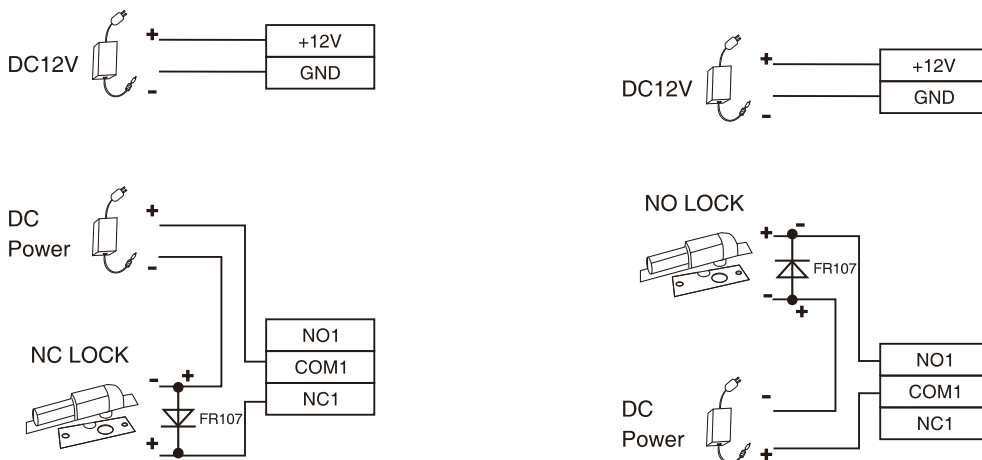 +
DC12V
-
+12V
GND
DC
Power
+
-
NC LOCK
-
+
FR107
+
NO1
COM1
NC1
DC12V
+
-
+12V
GND
NO LOCK
+
-
FR107
-
+
DC
Power
-
+
NO1
COM1
NC1